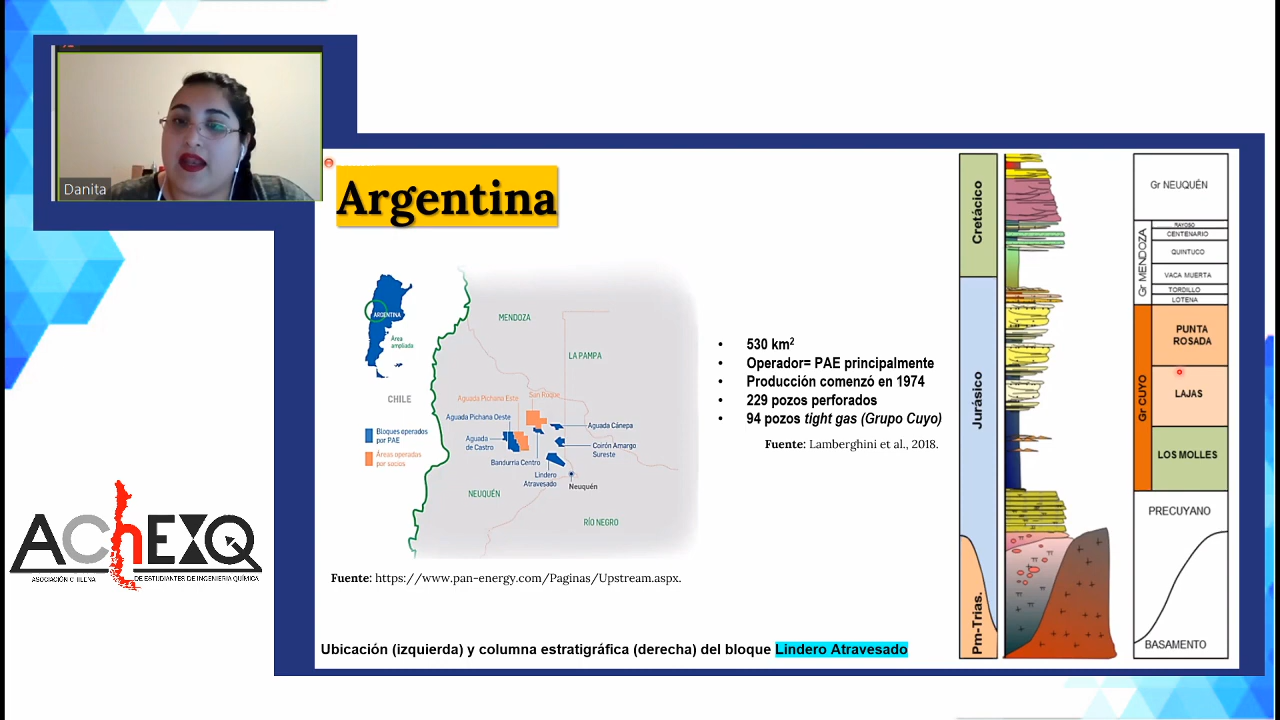 Danita
Argentina
ARGENTINA
Área
ampliada
CHILE
Bloques operados
por PAE
Áreas operadas
por socios
MENDOZA
LA PAMPA
San Roque
Aguada Pichana Este
Aguada Pichana Oeste
Aguada
de Castro
Aguada Cánepa
Coirón Amargo
Sureste
Bandurria Centro
Lindero
Atravesado
Neuquén
NEUQUÉN
RÍO NEGRO
Fuente: https://www.pan-energy.com/Paginas/Upstream.aspx.
• 530 km²
• Operador= PAE principalmente
• Producción comenzó en 1974
• 229 pozos perforados
• 94 pozos tight gas (Grupo Cuyo)
Fuente: Lamberghini et al., 2018.
Cretácico
Jurásico
Pm-Trias.
Gr NEUQUÉN
Gr MENDOZA
RAYOSO
CENTENARIO
QUINTUCO
VACA MUERTA
TORDILLO
LOTENA
Gr CUYO
PUNTA
ROSADA
LAJAS
LOS MOLLES
PRECUYANO
BASAMENTO
Ubicación (izquierda) y columna estratigráfica (derecha) del bloque Lindero Atravesado
AChEXQ
ASOCIACIÓN CHILENA DE ESTUDIANTES DE INGENIERIA QUÍMICA